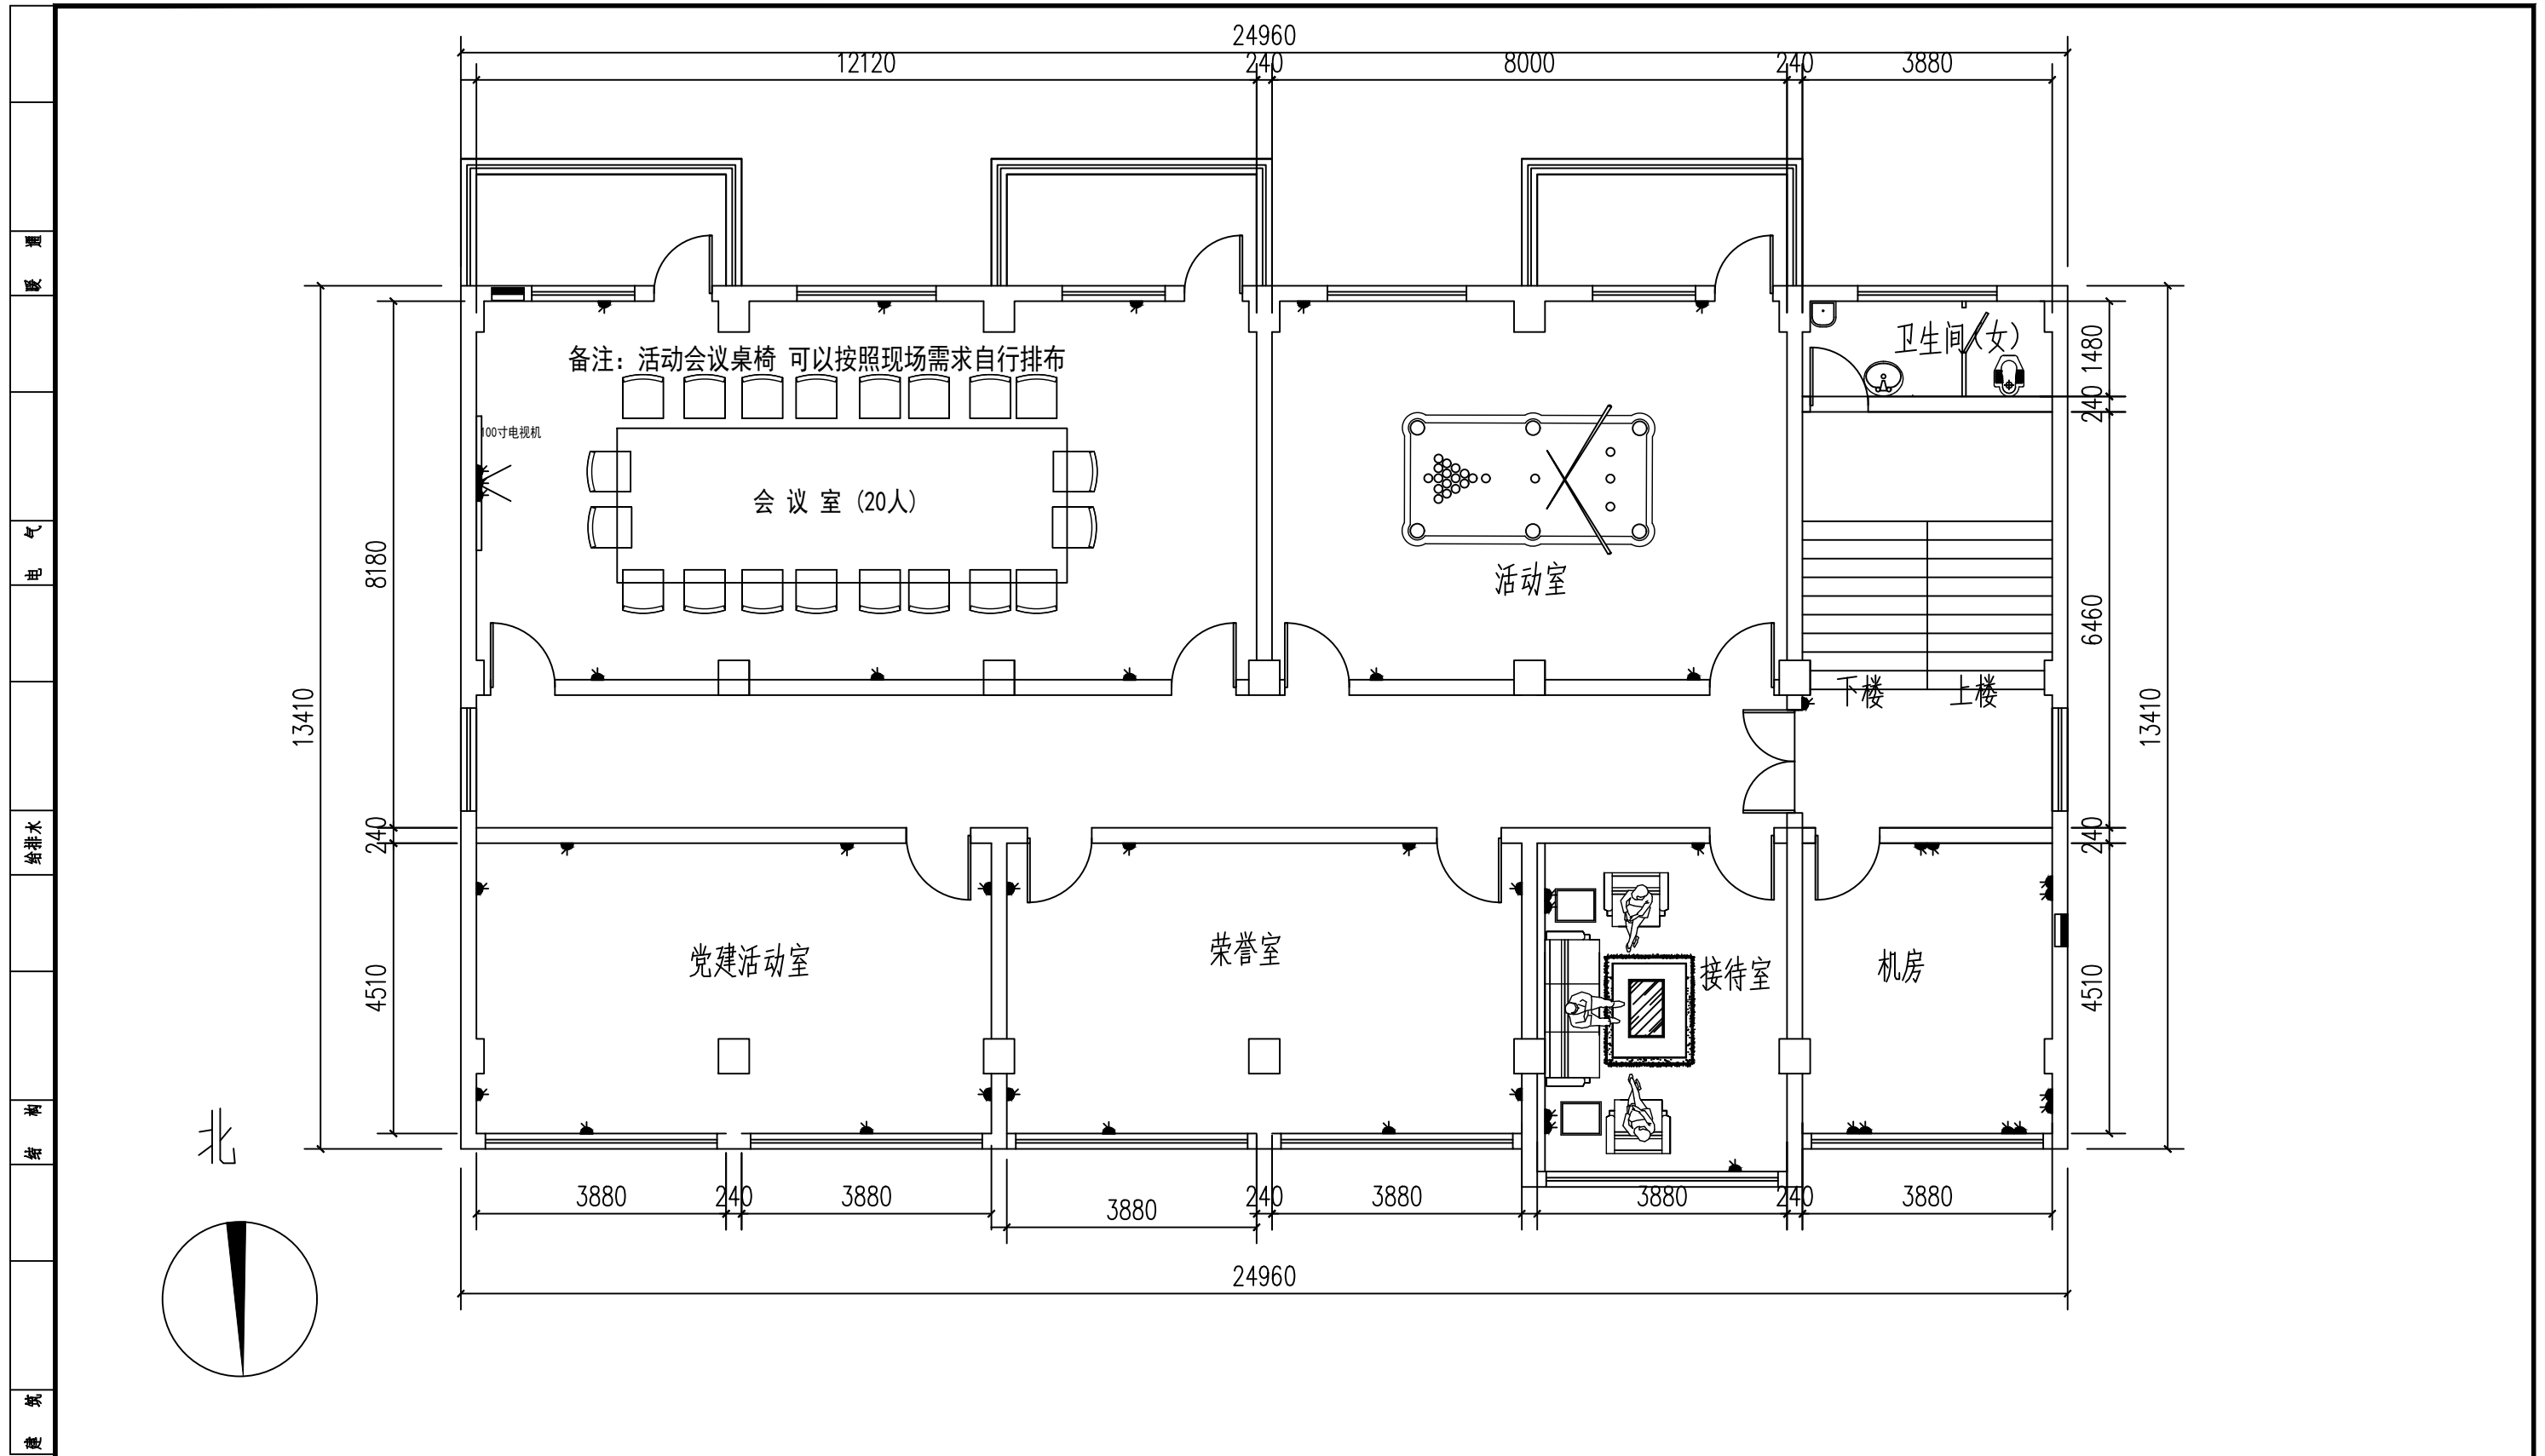 24960
12120 240 8000 240 3880
卫生间(女)
备注：活动会议桌椅 可以按照现场需求自行排布
100寸电视机
会 议 室 (20人)
活动室
下楼 上楼
党建活动室
荣誉室
接待室
机房
13410
8180
240
4510
1480
240
6460
240
4510
13410
3880 240 3880 3880 240 3880 3880 240 3880
24960
北
暖 通
电 气
给排水
结 构
建 筑